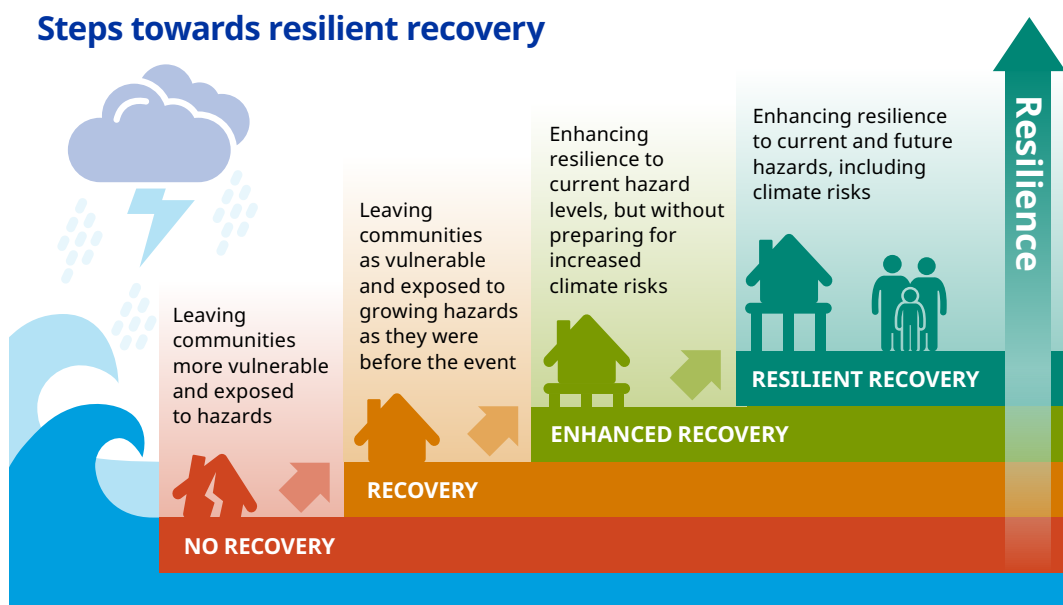 Steps towards resilient recovery
Leaving
communities
more vulnerable
and exposed
to hazards
NO RECOVERY
Leaving
communities
as vulnerable
and exposed to
growing hazards
as they were
before the event
RECOVERY
Enhancing
resilience to
current hazard
levels, but without
preparing for
increased
climate risks
ENHANCED RECOVERY
Enhancing resilience
to current and future
hazards, including
climate risks
RESILIENT RECOVERY
Resilience